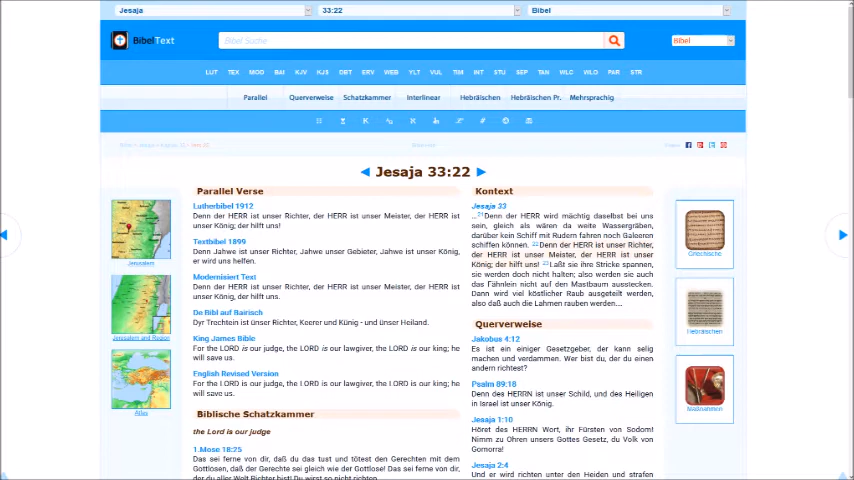 Jesaja 33:22 Bibel
BibelText Bibel Suche Bibel
LUT TEX MOD BAI KJV KJS DBT ERV WEB YLT VUL TIM INT STU SEP TAN WLC WLO PAR STR
Parallel Querverweise Schatzkammer Interlinear Hebräischen Hebräischen Pr. Mehrsprachig
◄ Jesaja 33:22 ►
Parallel Verse
Lutherbibel 1912
Denn der HERR ist unser Richter, der HERR ist unser Meister, der HERR ist
unser König; der hilft uns!
Textbibel 1899
Denn Jahwe ist unser Richter, Jahwe unser Gebieter, Jahwe ist unser König,
er wird uns helfen.
Modernisiert Text
Denn der HERR ist unser Richter, der HERR ist unser Meister, der HERR ist
unser König, der hilft uns.
De Bibl auf Bairisch
Dyr Trechtein ist ünser Richter, Keerer und Künig - und ünser Heiland.
King James Bible
For the LORD is our judge, the LORD is our lawgiver, the LORD is our king; he
will save us.
English Revised Version
For the LORD is our judge, the LORD is our lawgiver, the LORD is our king; he
will save us.
Biblische Schatzkammer
the Lord is our judge
1.Mose 18:25
Das sei ferne von dir, daß du das tust und tötest den Gerechten mit dem
Gottlosen, daß der Gerechte sei gleich wie der Gottlose! Das sei ferne von dir,
der du aller Welt Richter bist! Du wirst so nicht richten.
Kontext
Jesaja 33
…21Denn der HERR wird mächtig daselbst bei uns
sein, gleich als wären da weite Wassergräben,
darüber kein Schiff mit Rudern fahren noch Galeeren
schiffen können. 22Denn der HERR ist unser Richter,
der HERR ist unser Meister, der HERR ist unser
König; der hilft uns! 23Laßt sie ihre Stricke spannen,
sie werden doch nicht halten; also werden sie auch
das Fähnlein nicht auf den Mastbaum ausstecken.
Dann wird viel köstlicher Raub ausgeteilt werden,
also daß auch die Lahmen rauben werden.…
Querverweise
Jakobus 4:12
Es ist ein einiger Gesetzgeber, der kann selig
machen und verdammen. Wer bist du, der du einen
andern richtest?
Psalm 89:18
Denn des HERRN ist unser Schild, und des Heiligen
in Israel ist unser König.
Jesaja 1:10
Höret des HERRN Wort, ihr Fürsten von Sodom!
Nimm zu Ohren unsers Gottes Gesetz, du Volk von
Gomorra!
Jesaja 2:4
Und er wird richten unter den Heiden und strafen
Jerusalem
Jerusalem and Region
Atlas
Griechische
Hebräischen
Maßnahmen